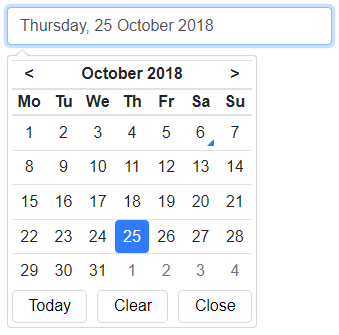 Thursday, 25 October 2018
< October 2018 >
Mo Tu We Th Fr Sa Su
1 2 3 4 5 6 7
8 9 10 11 12 13 14
15 16 17 18 19 20 21
22 23 24 25 26 27 28
29 30 31 1 2 3 4
Today Clear Close